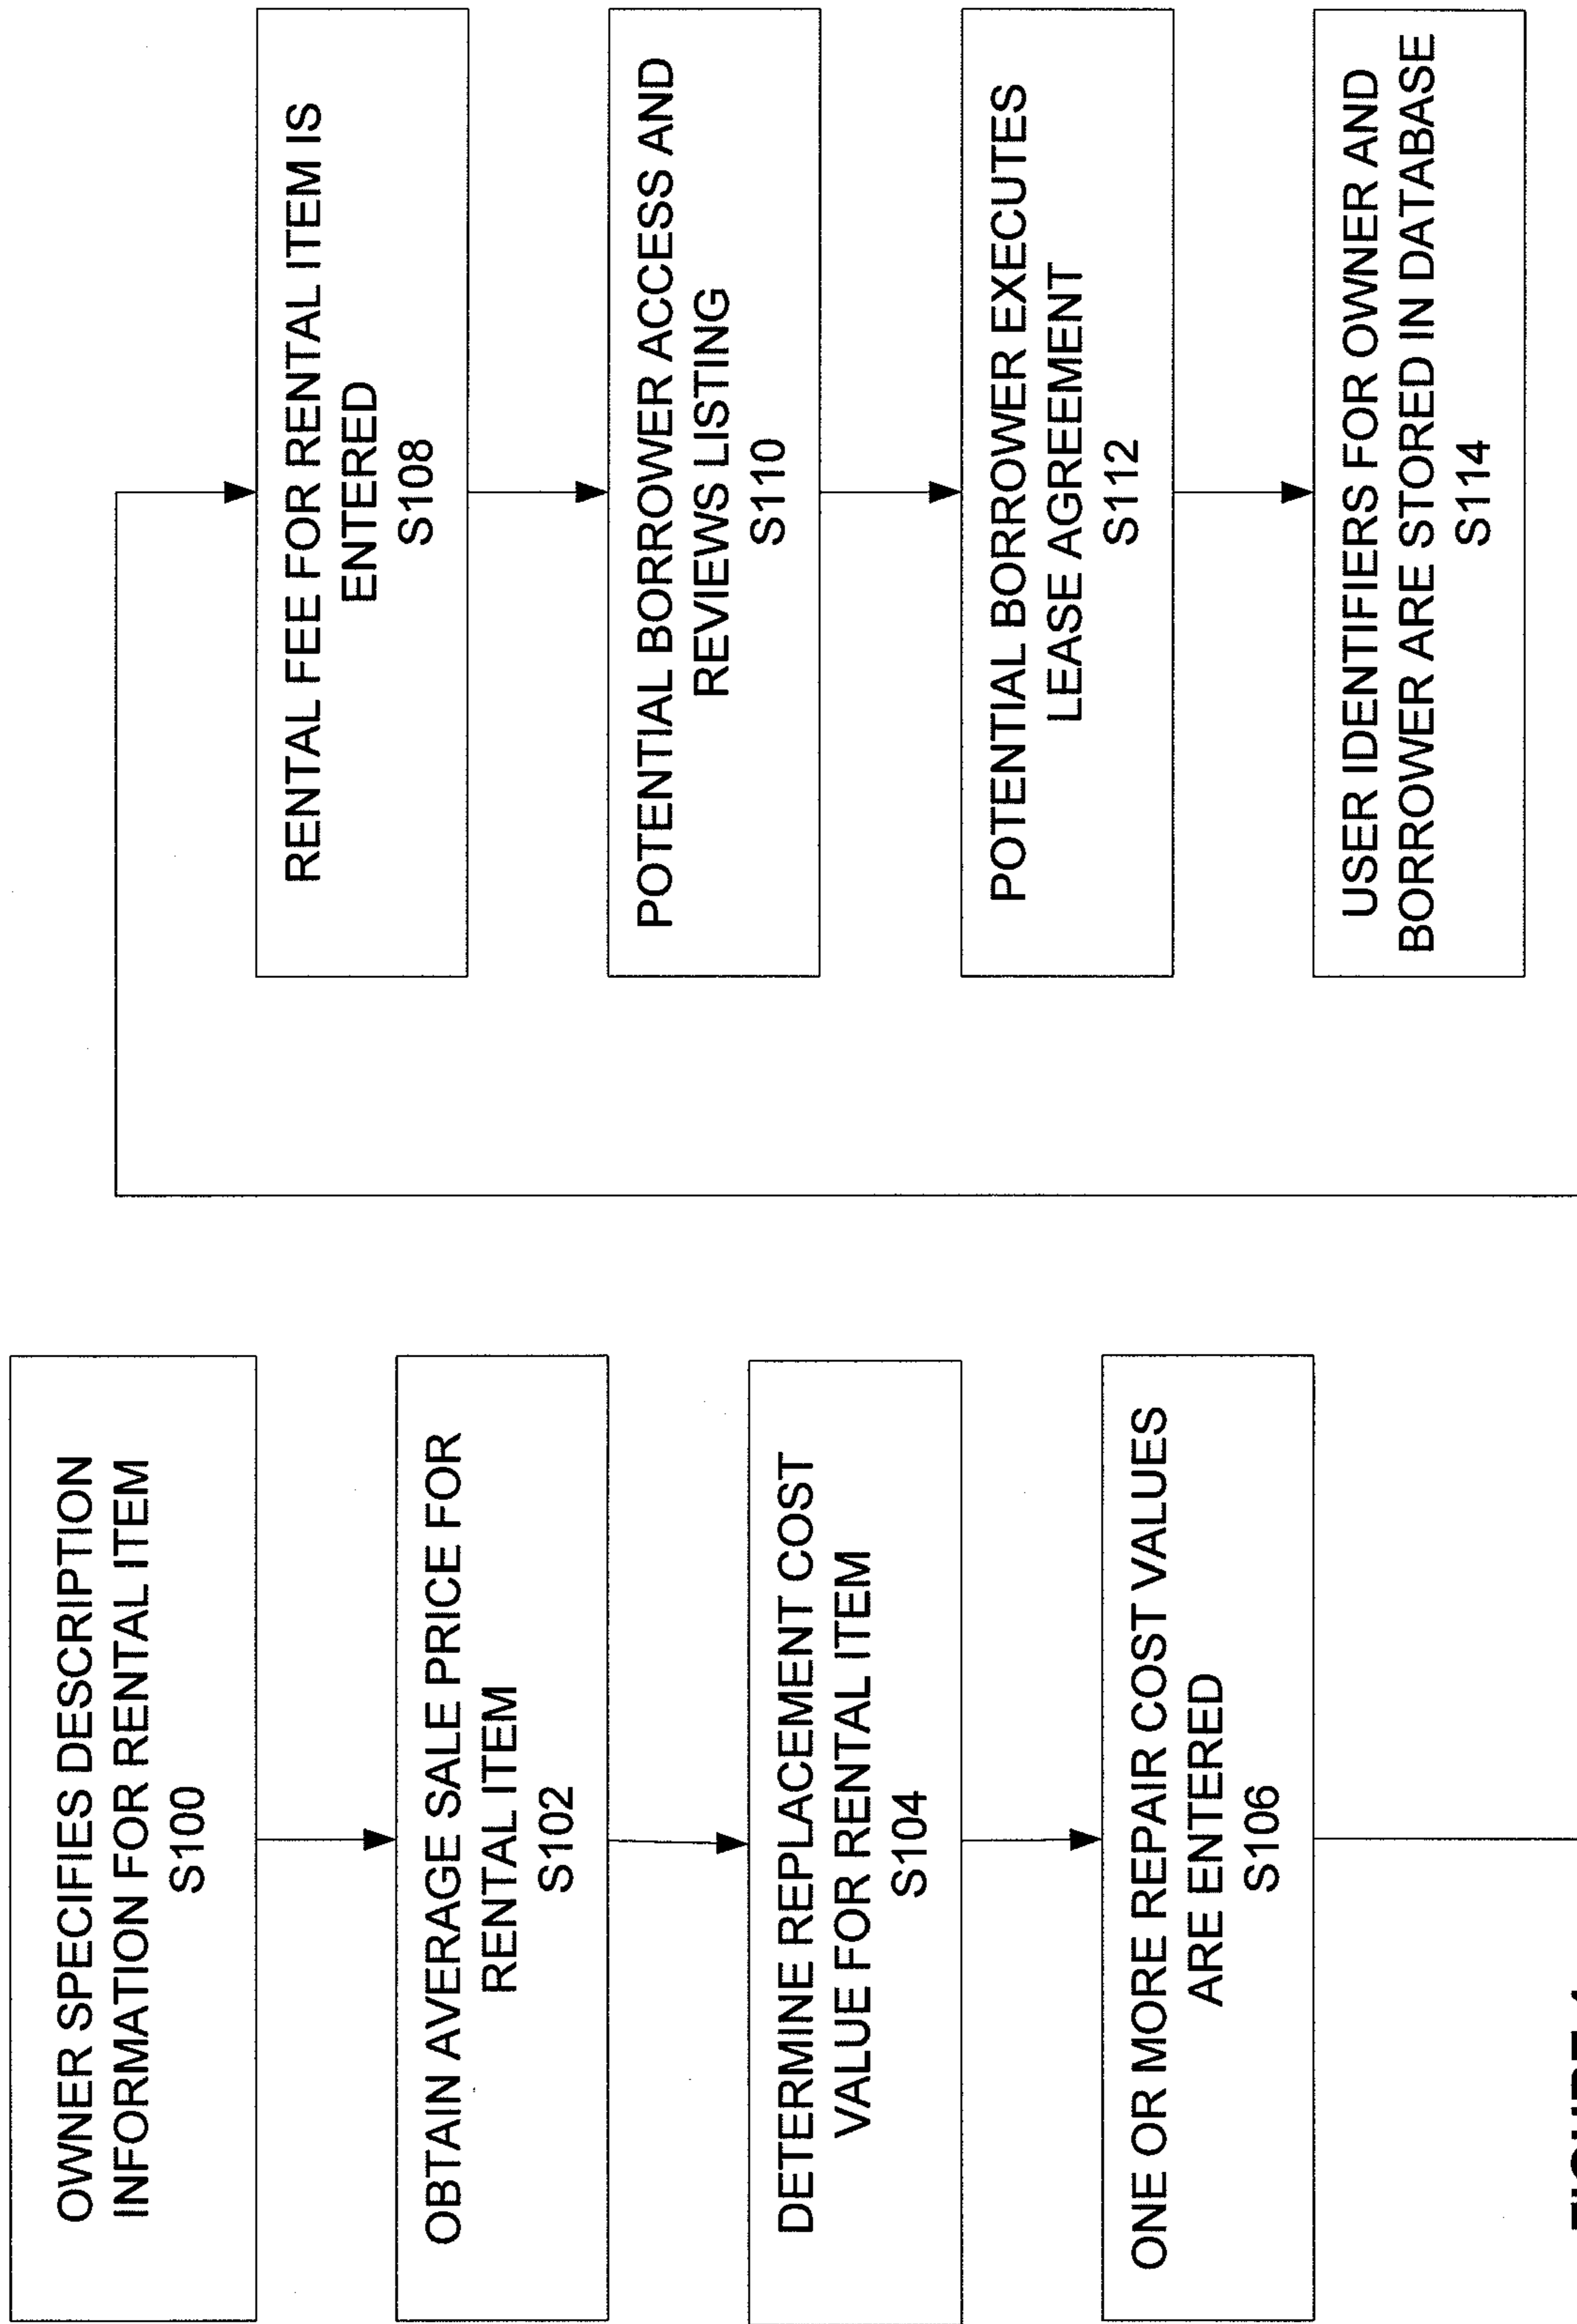 OWNER SPECIFIES DESCRIPTION
INFORMATION FOR RENTAL ITEM
S100
OBTAIN AVERAGE SALE PRICE FOR
RENTAL ITEM
S102
DETERMINE REPLACEMENT COST
VALUE FOR RENTAL ITEM
S104
ONE OR MORE REPAIR COST VALUES
ARE ENTERED
S106
RENTAL FEE FOR RENTAL ITEM IS
ENTERED
S108
POTENTIAL BORROWER ACCESS AND
REVIEWS LISTING
S110
POTENTIAL BORROWER EXECUTES
LEASE AGREEMENT
S112
USER IDENTIFIERS FOR OWNER AND
BORROWER ARE STORED IN DATABASE
S114
FIGURE